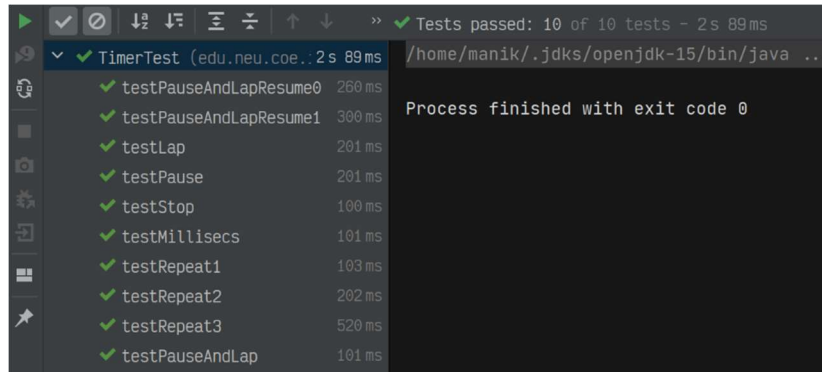 » Tests passed: 10 of 10 tests – 2 s 89 ms
TimerTest (edu.neu.coe.: 2 s 89 ms
testPauseAndLapResume0 260 ms
testPauseAndLapResume1 300 ms
testLap 201 ms
testPause 201 ms
testStop 100 ms
testMillisecs 101 ms
testRepeat1 103 ms
testRepeat2 202 ms
testRepeat3 520 ms
testPauseAndLap 101 ms
/home/manik/.jdks/openjdk-15/bin/java ..
Process finished with exit code 0